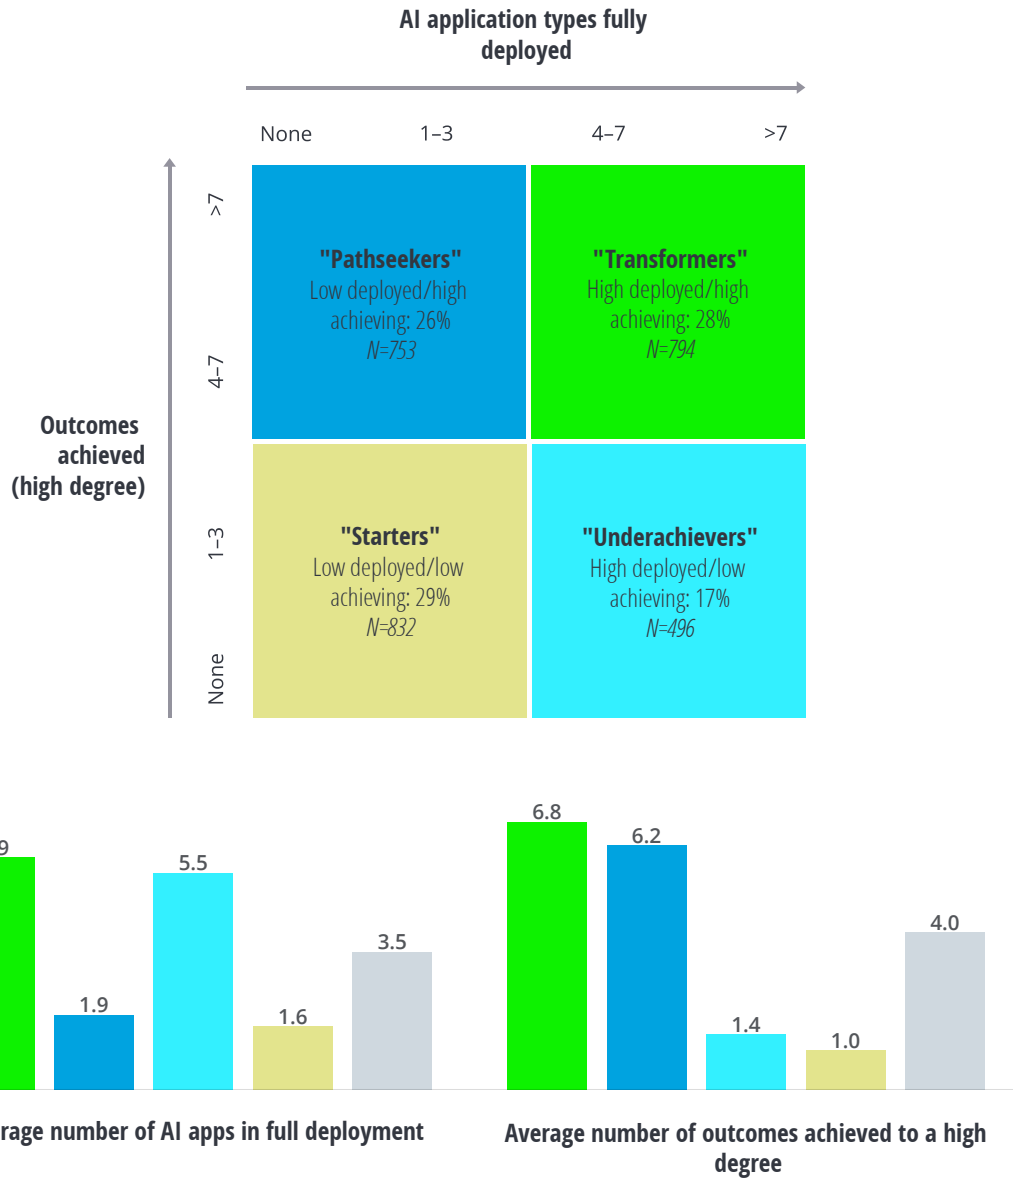 AI application types fully
deployed
None
1–3
4–7
>7
>7
4–7
1–3
None
Outcomes
achieved
(high degree)
"Pathseekers"
Low deployed/high
achieving: 26%
N=753
"Transformers"
High deployed/high
achieving: 28%
N=794
"Starters"
Low deployed/low
achieving: 29%
N=832
"Underachievers"
High deployed/low
achieving: 17%
N=496
9
1.9
5.5
1.6
3.5
rage number of AI apps in full deployment
6.8
6.2
1.4
1.0
4.0
Average number of outcomes achieved to a high
degree